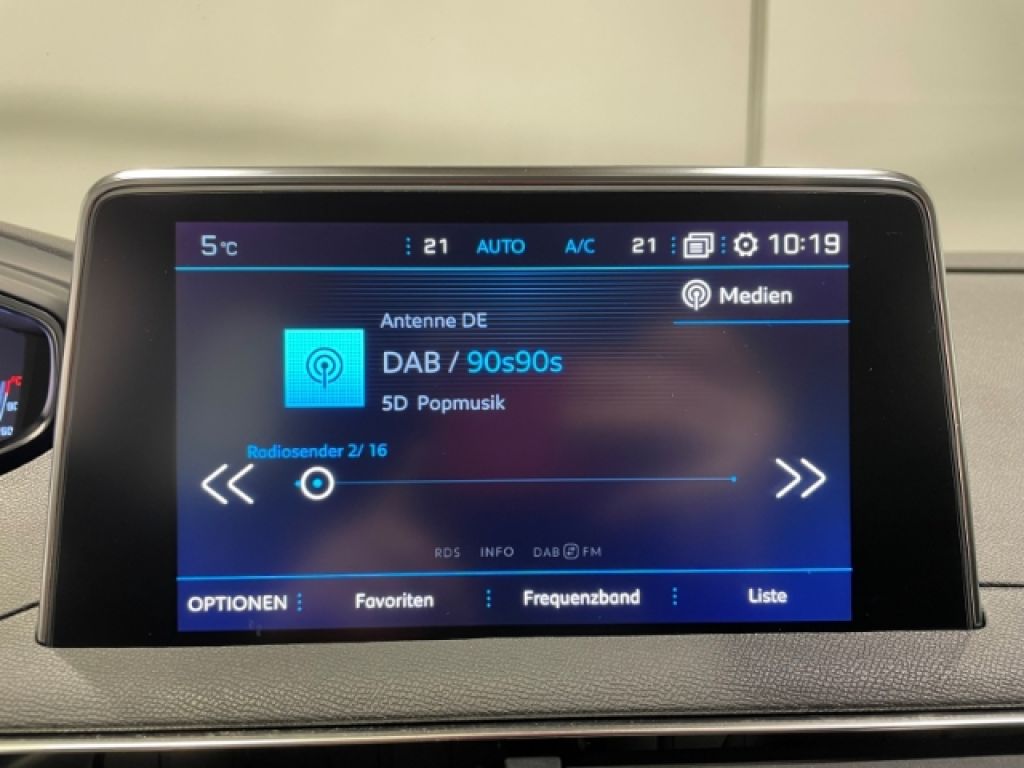 5°C 21 AUTO A/C 21 10:19
Medien
Antenne DE
DAB / 90s90s
5D Popmusik
Radiosender 2/ 16
RDS INFO DAB FM
OPTIONEN Favoriten Frequenzband Liste